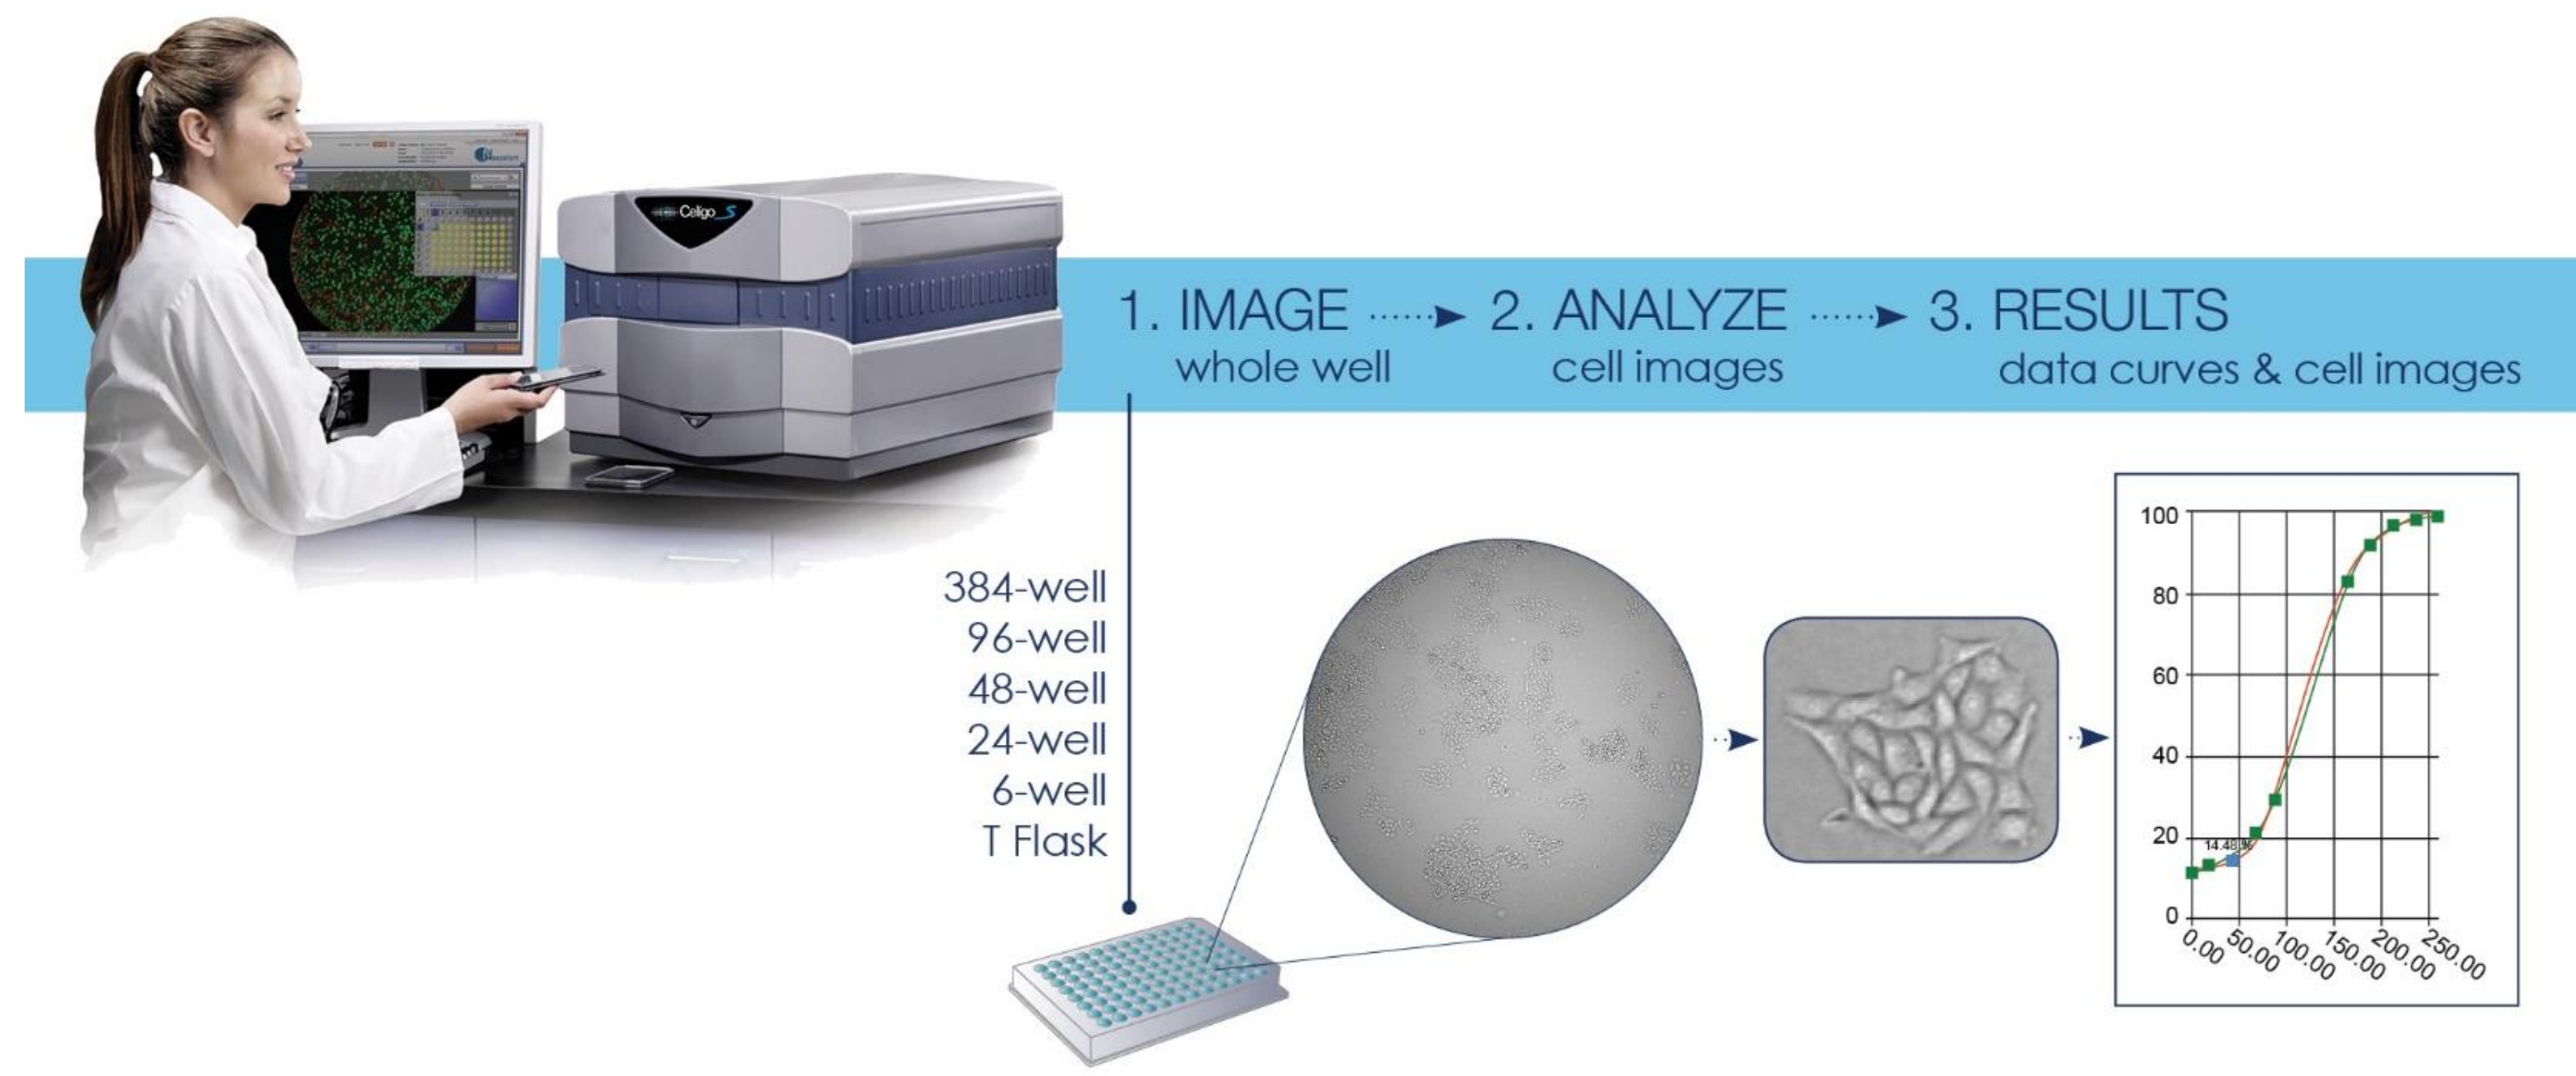 Celigo S
1. IMAGE
whole well
2. ANALYZE
cell images
3. RESULTS
data curves & cell images
384-well
96-well
48-well
24-well
6-well
T Flask
100
80
60
40
20
0
14.48 %
0.00
50.00
100.00
150.00
200.00
250.00